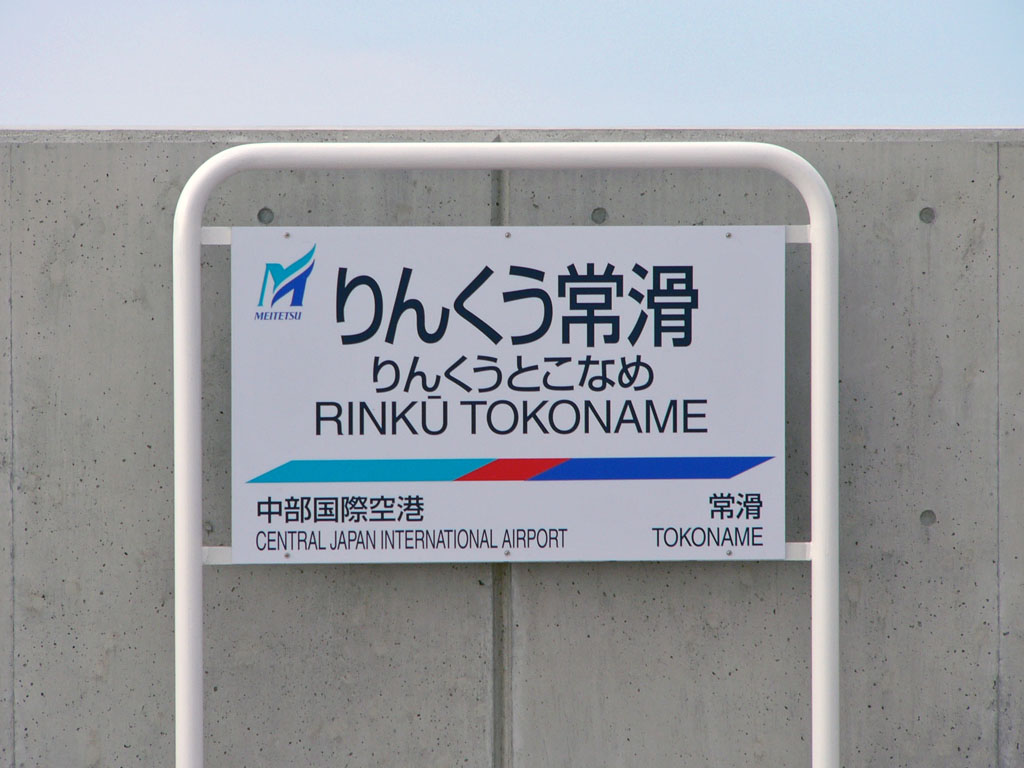 MEITETSU
りんくう常滑
りんくうとこなめ
RINKŪ TOKONAME
中部国際空港
CENTRAL JAPAN INTERNATIONAL AIRPORT
常滑
TOKONAME